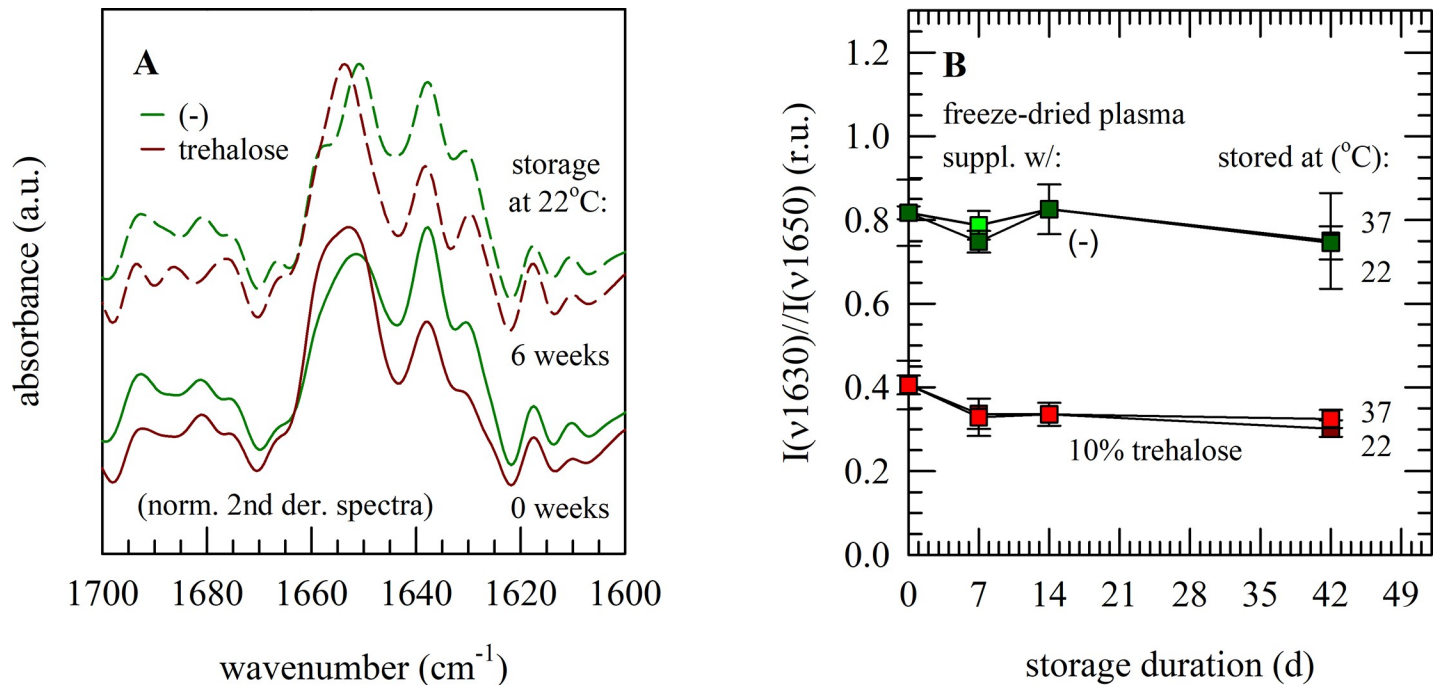 A
(-)
trehalose
storage
at 22°C:
6 weeks
(norm. 2nd der. spectra)
0 weeks
absorbance (a.u.)
1700 1680 1660 1640 1620 1600
wavenumber (cm⁻¹)
B
freeze-dried plasma
suppl. w/:
stored at (°C):
(-)
37
22
10% trehalose
37
22
I(ν1630)//I(ν1650) (r.u.)
1.2
1.0
0.8
0.6
0.4
0.2
0.0
0 7 14 21 28 35 42 49
storage duration (d)